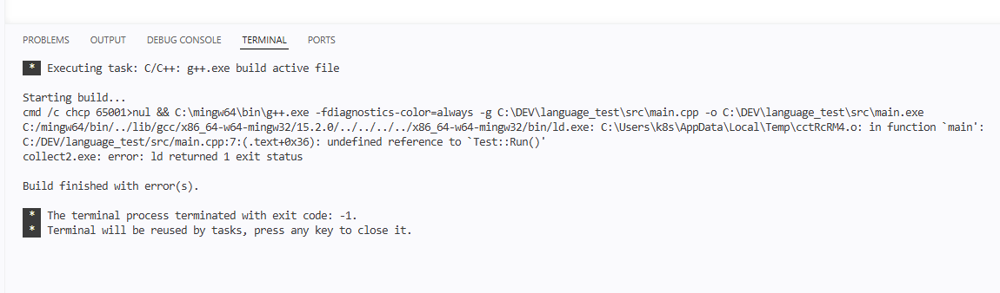 PROBLEMS OUTPUT DEBUG CONSOLE TERMINAL PORTS
* Executing task: C/C++: g++.exe build active file
Starting build...
cmd /c chcp 65001>nul && C:\mingw64\bin\g++.exe -fdiagnostics-color=always -g C:\DEV\language_test\src\main.cpp -o C:\DEV\language_test\src\main.exe
C:/mingw64/bin/../lib/gcc/x86_64-w64-mingw32/15.2.0/../../../../x86_64-w64-mingw32/bin/ld.exe: C:\Users\k8s\AppData\Local\Temp\cctRcRM4.o: in function `main':
C:/DEV/language_test/src/main.cpp:7:(.text+0x36): undefined reference to `Test::Run()'
collect2.exe: error: ld returned 1 exit status
Build finished with error(s).
* The terminal process terminated with exit code: -1.
* Terminal will be reused by tasks, press any key to close it.